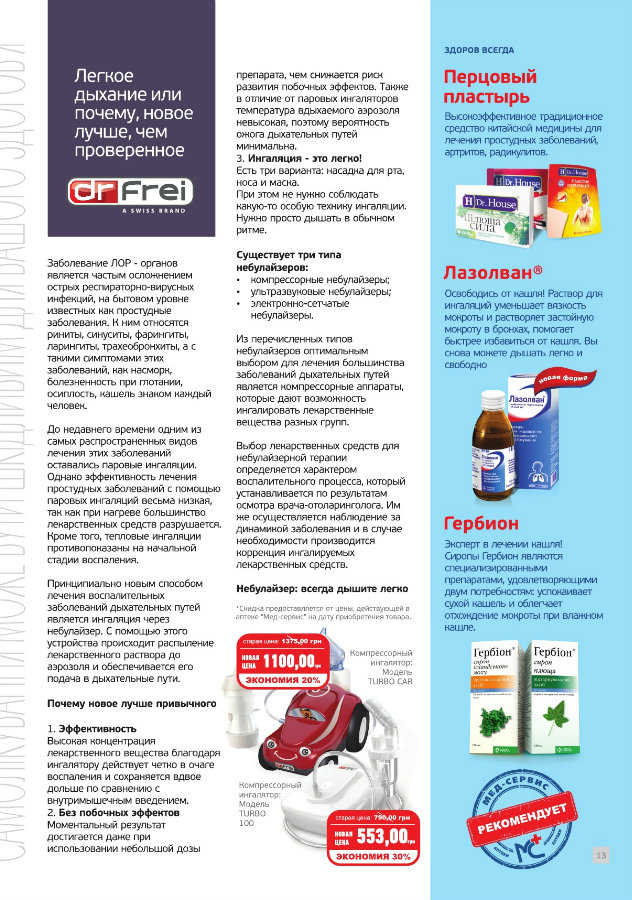 Легкое
дыхание или
почему, новое
лучше, чем
проверенное
dr Frei
A SWISS BRAND
Заболевание ЛОР - органов
является частым осложнением
острых респираторно-вирусных
инфекций, на бытовом уровне
известных как простудные
заболевания. К ним относятся
риниты, синуситы, фарингиты,
ларингиты, трахеобронхиты, а с
такими симптомами этих
заболеваний, как насморк,
болезненность при глотании,
осиплость, кашель знаком каждый
человек.
До недавнего времени одним из
самых распространенных видов
лечения этих заболеваний
оставались паровые ингаляции.
Однако эффективность лечения
простудных заболеваний с помощью
паровых ингаляций весьма низкая,
так как при нагреве большинство
лекарственных средств разрушается.
Кроме того, тепловые ингаляции
противопоказаны на начальной
стадии воспаления.
Принципиально новым способом
лечения воспалительных
заболеваний дыхательных путей
является ингаляция через
небулайзер. С помощью этого
устройства происходит распыление
лекарственного раствора до
аэрозоля и обеспечивается его
подача в дыхательные пути.
Почему новое лучше привычного
1. Эффективность
Высокая концентрация
лекарственного вещества благодаря
ингалятору действует четко в очаге
воспаления и сохраняется вдвое
дольше по сравнению с
внутримышечным введением.
2. Без побочных эффектов
Моментальный результат
достигается даже при
использовании небольшой дозы
препарата, чем снижается риск
развития побочных эффектов. Также
в отличие от паровых ингаляторов
температура вдыхаемого аэрозоля
невысокая, поэтому вероятность
ожога дыхательных путей
минимальна.
3. Ингаляция - это легко!
Есть три варианта: насадка для рта,
носа и маска.
При этом не нужно соблюдать
какую-то особую технику ингаляции.
Нужно просто дышать в обычном
ритме.
Существует три типа
небулайзеров:
• компрессорные небулайзеры;
• ультразвуковые небулайзеры;
• электронно-сетчатые
небулайзеры.
Из перечисленных типов
небулайзеров оптимальным
выбором для лечения большинства
заболеваний дыхательных путей
является компрессорные аппараты,
которые дают возможность
ингалировать лекарственные
вещества разных групп.
Выбор лекарственных средств для
небулайзерной терапии
определяется характером
воспалительного процесса, который
устанавливается по результатам
осмотра врача-отоларинголога. Им
же осуществляется наблюдение за
динамикой заболевания и в случае
необходимости производится
коррекция ингалируемых
лекарственных средств.
Небулайзер: всегда дышите легко
*Скидка предоставляется от цены, действующей в
аптеке "Мед-сервис" на дату приобретения товара.
старая цена: 1375,00 грн
НОВАЯ
ЦЕНА 1100,00грн
ЭКОНОМИЯ 20%
Компрессорный
ингалятор:
Модель
TURBO CAR
Компрессорный
ингалятор:
Модель
TURBO
100
старая цена: 790,00 грн
НОВАЯ
ЦЕНА 553,00грн
ЭКОНОМИЯ 30%
ЗДОРОВ ВСЕГДА
Перцовый
пластырь
Высокоэффективное традиционное
средство китайской медицины для
лечения простудных заболеваний,
артритов, радикулитов.
H Dr. House
H Dr. House
Цілюща
сила
Лазолван®
Освободись от кашля! Раствор для
ингаляций уменьшает вязкость
мокроты и растворяет застойную
мокроту в бронхах, помогает
быстрее избавиться от кашля. Вы
снова можете дышать легко и
свободно
новая форма
Лазолван
Гербион
Эксперт в лечении кашля!
Сиропы Гербион являются
специализированными
препаратами, удовлетворяющими
двум потребностям: успокаивает
сухой кашель и облегчает
отхождение мокроты при влажном
кашле.
Гербіон
сироп
ісландського
моху
Гербіон
сироп
плюща
МЕД-СЕРВИС
РЕКОМЕНДУЕТ
13